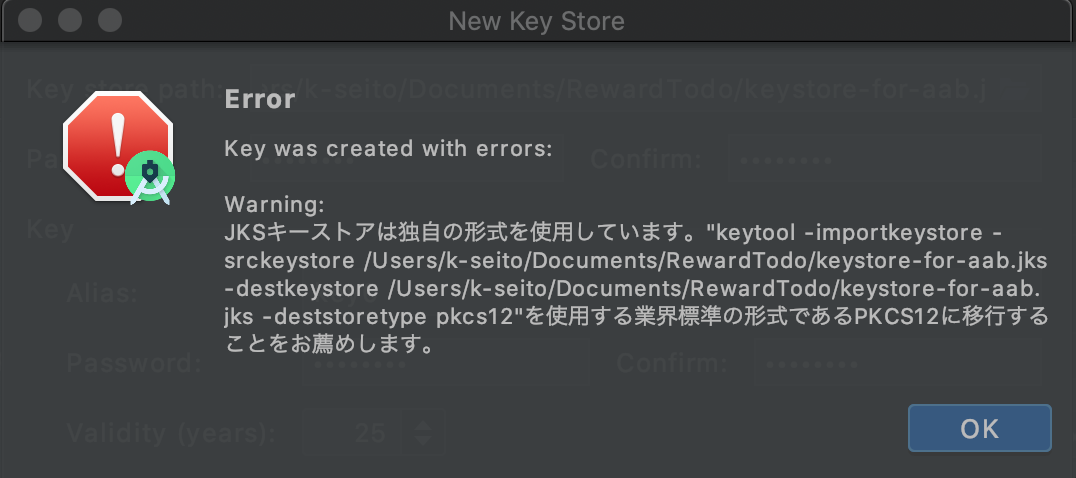 New Key Store
Key store path: /k-seito/Documents/RewardTodo/keystore-for-aab.j
Error
Key was created with errors:
Confirm:
Warning:
Key
JKSキーストアは独自の形式を使用しています。"keytool -importkeystore -
srckeystore /Users/k-seito/Documents/RewardTodo/keystore-for-aab.jks
-destkeystore /Users/k-seito/Documents/RewardTodo/keystore-for-aab.
Alias:
jks -deststoretype pkcs12"を使用する業界標準の形式であるPKCS12に移行する
ことをお薦めします。
Password:
Confirm:
Validity (years): 25
OK